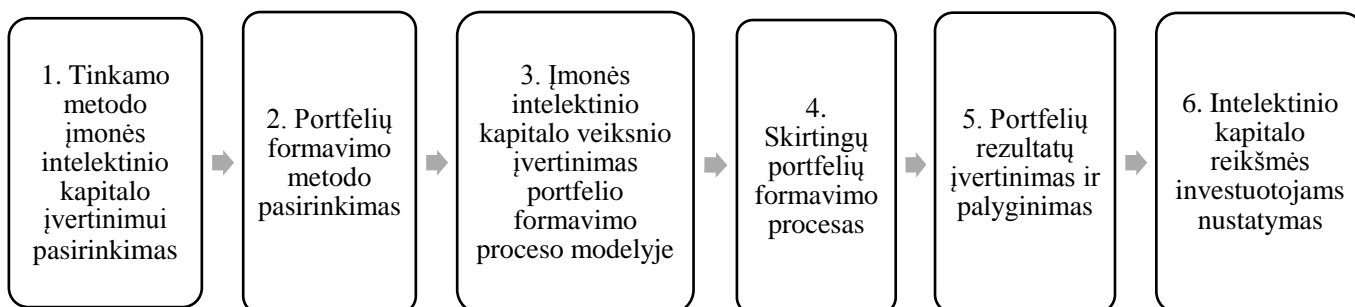 1. Tinkamo
metodo
įmonės
intelektinio
kapitalo
įvertinimui
pasirinkimas
2. Portfelių
formavimo
metodo
pasirinkimas
3. Įmonės
intelektinio
kapitalo veiksnio
įvertinimas
portfelio
formavimo
proceso modelyje
4.
Skirtingų
portfelių
formavimo
procesas
5. Portfelių
rezultatų
įvertinimas ir
palyginimas
6. Intelektinio
kapitalo
reikšmės
investuotojams
nustatymas